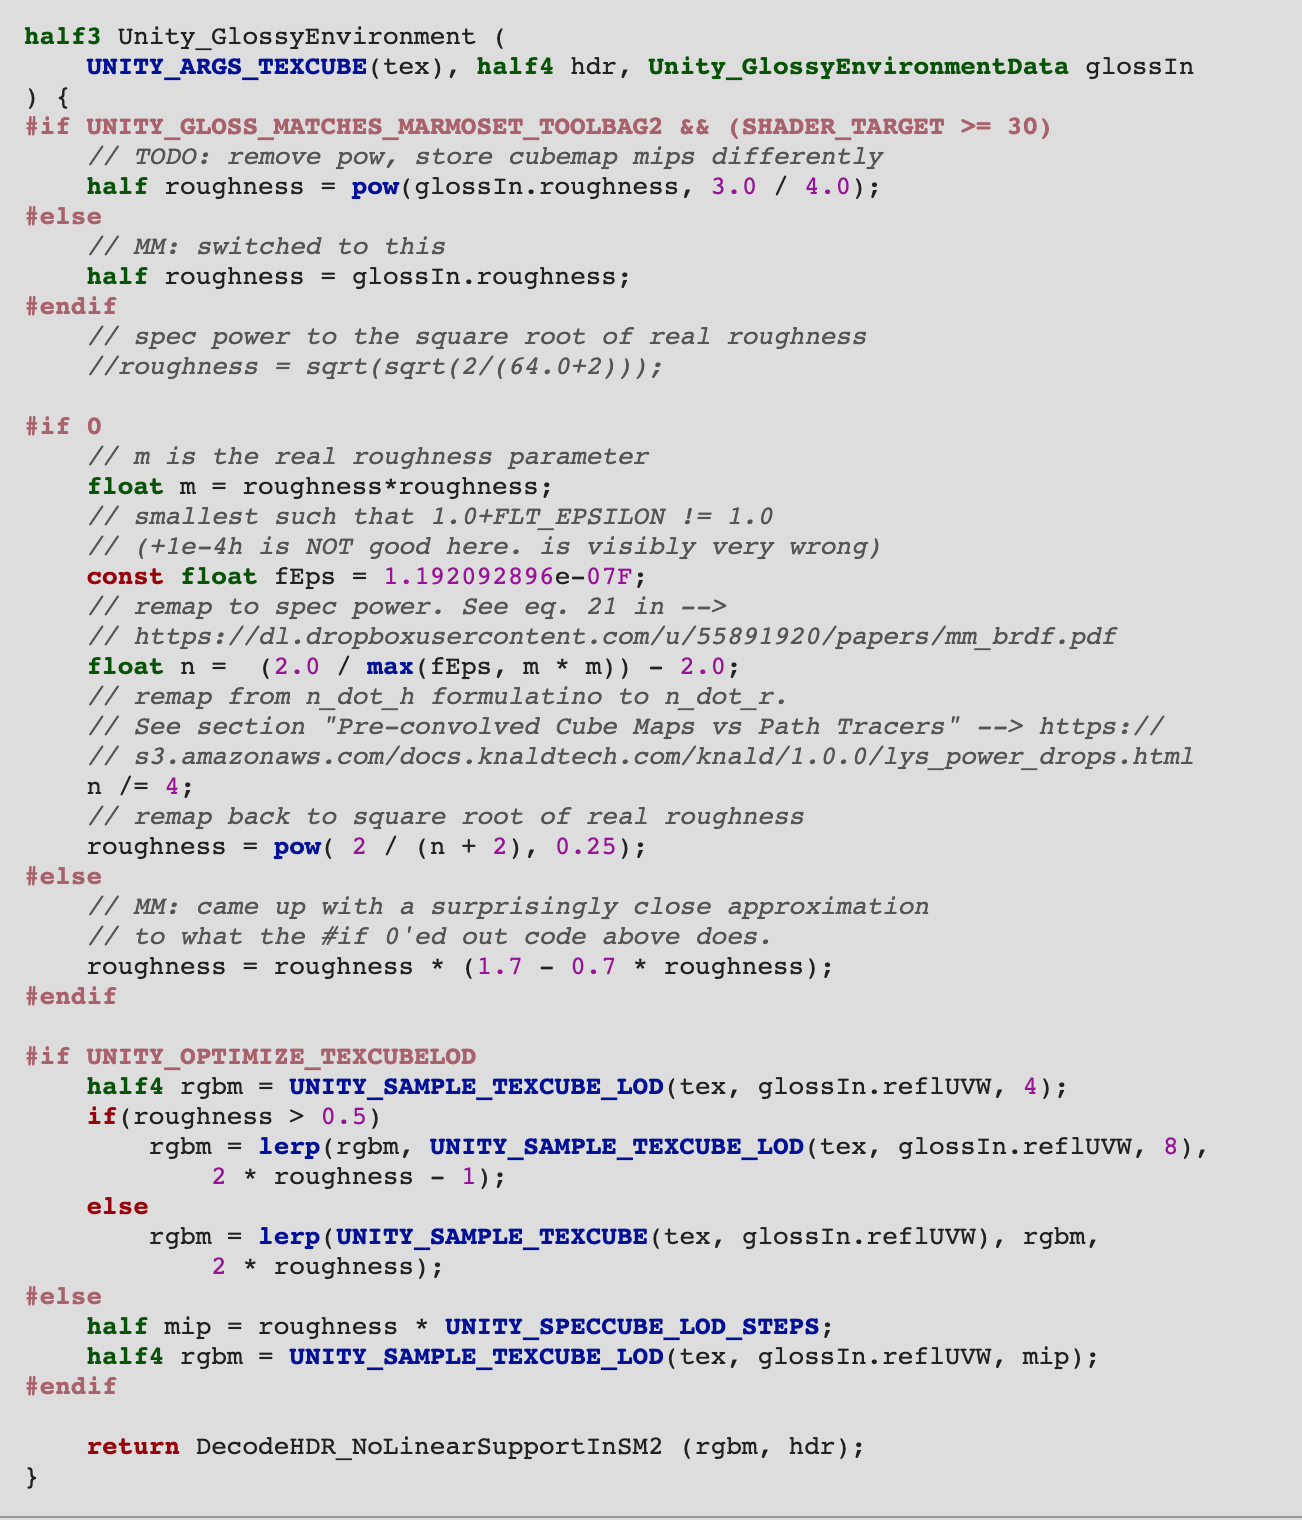 half3 Unity_GlossyEnvironment (
    UNITY_ARGS_TEXCUBE(tex), half4 hdr, Unity_GlossyEnvironmentData glossIn
) {
#if UNITY_GLOSS_MATCHES_MARMOSET_TOOLBAG2 && (SHADER_TARGET >= 30)
    // TODO: remove pow, store cubemap mips differently
    half roughness = pow(glossIn.roughness, 3.0 / 4.0);
#else
    // MM: switched to this
    half roughness = glossIn.roughness;
#endif
    // spec power to the square root of real roughness
    //roughness = sqrt(sqrt(2/(64.0+2)));

#if 0
    // m is the real roughness parameter
    float m = roughness*roughness;
    // smallest such that 1.0+FLT_EPSILON != 1.0
    // (+1e-4h is NOT good here. is visibly very wrong)
    const float fEps = 1.192092896e-07F;
    // remap to spec power. See eq. 21 in -->
    // https://dl.dropboxusercontent.com/u/55891920/papers/mm_brdf.pdf
    float n =  (2.0 / max(fEps, m * m)) - 2.0;
    // remap from n_dot_h formulatino to n_dot_r.
    // See section "Pre-convolved Cube Maps vs Path Tracers" --> https://
    // s3.amazonaws.com/docs.knaldtech.com/knald/1.0.0/lys_power_drops.html
    n /= 4;
    // remap back to square root of real roughness
    roughness = pow( 2 / (n + 2), 0.25);
#else
    // MM: came up with a surprisingly close approximation
    // to what the #if 0'ed out code above does.
    roughness = roughness * (1.7 - 0.7 * roughness);
#endif

#if UNITY_OPTIMIZE_TEXCUBELOD
    half4 rgbm = UNITY_SAMPLE_TEXCUBE_LOD(tex, glossIn.reflUVW, 4);
    if(roughness > 0.5)
        rgbm = lerp(rgbm, UNITY_SAMPLE_TEXCUBE_LOD(tex, glossIn.reflUVW, 8),
            2 * roughness - 1);
    else
        rgbm = lerp(UNITY_SAMPLE_TEXCUBE(tex, glossIn.reflUVW), rgbm,
            2 * roughness);
#else
    half mip = roughness * UNITY_SPECCUBE_LOD_STEPS;
    half4 rgbm = UNITY_SAMPLE_TEXCUBE_LOD(tex, glossIn.reflUVW, mip);
#endif

    return DecodeHDR_NoLinearSupportInSM2 (rgbm, hdr);
}